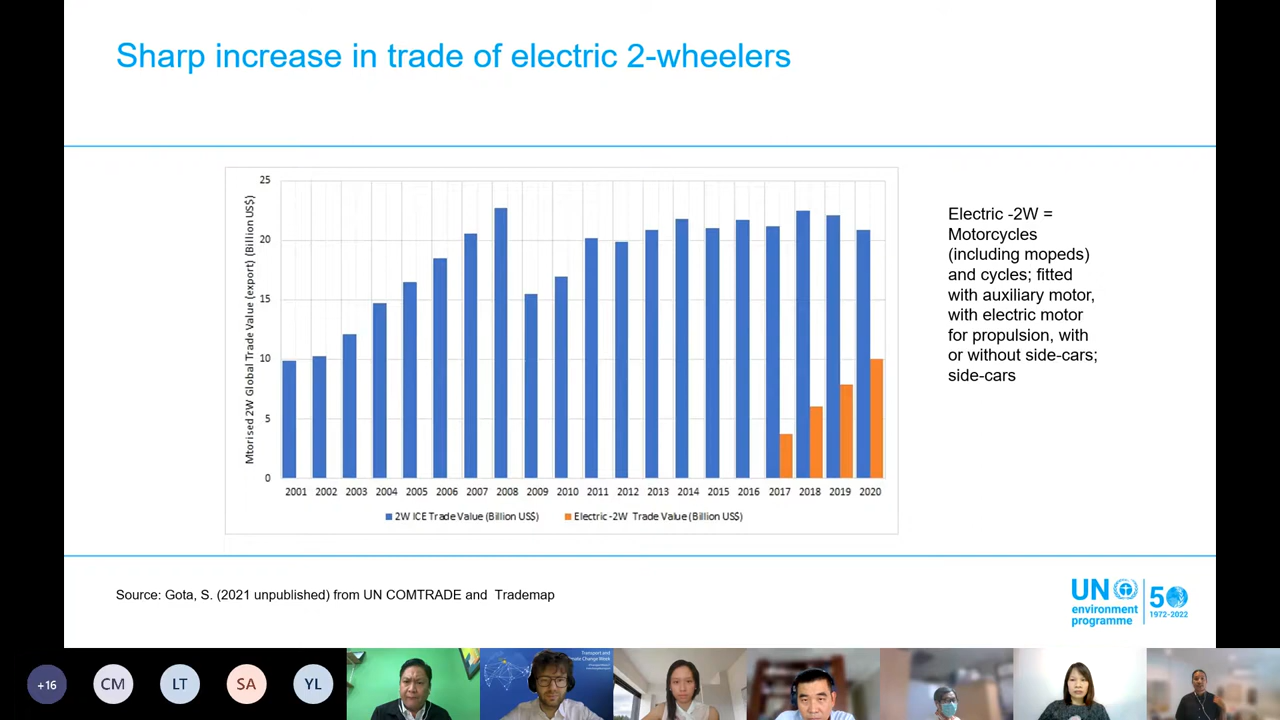 Sharp increase in trade of electric 2-wheelers
Mtorised 2W Global Trade Value (export) (Billion US$)
25
20
15
10
5
0
2001 2002 2003 2004 2005 2006 2007 2008 2009 2010 2011 2012 2013 2014 2015 2016 2017 2018 2019 2020
2W ICE Trade Value (Billion US$) Electric -2W Trade Value (Billion US$)
Electric -2W =
Motorcycles
(including mopeds)
and cycles; fitted
with auxiliary motor,
with electric motor
for propulsion, with
or without side-cars;
side-cars
Source: Gota, S. (2021 unpublished) from UN COMTRADE and Trademap
UN
environment
programme
50
1972-2022
+16 CM LT SA YL
Transport and
Change Week